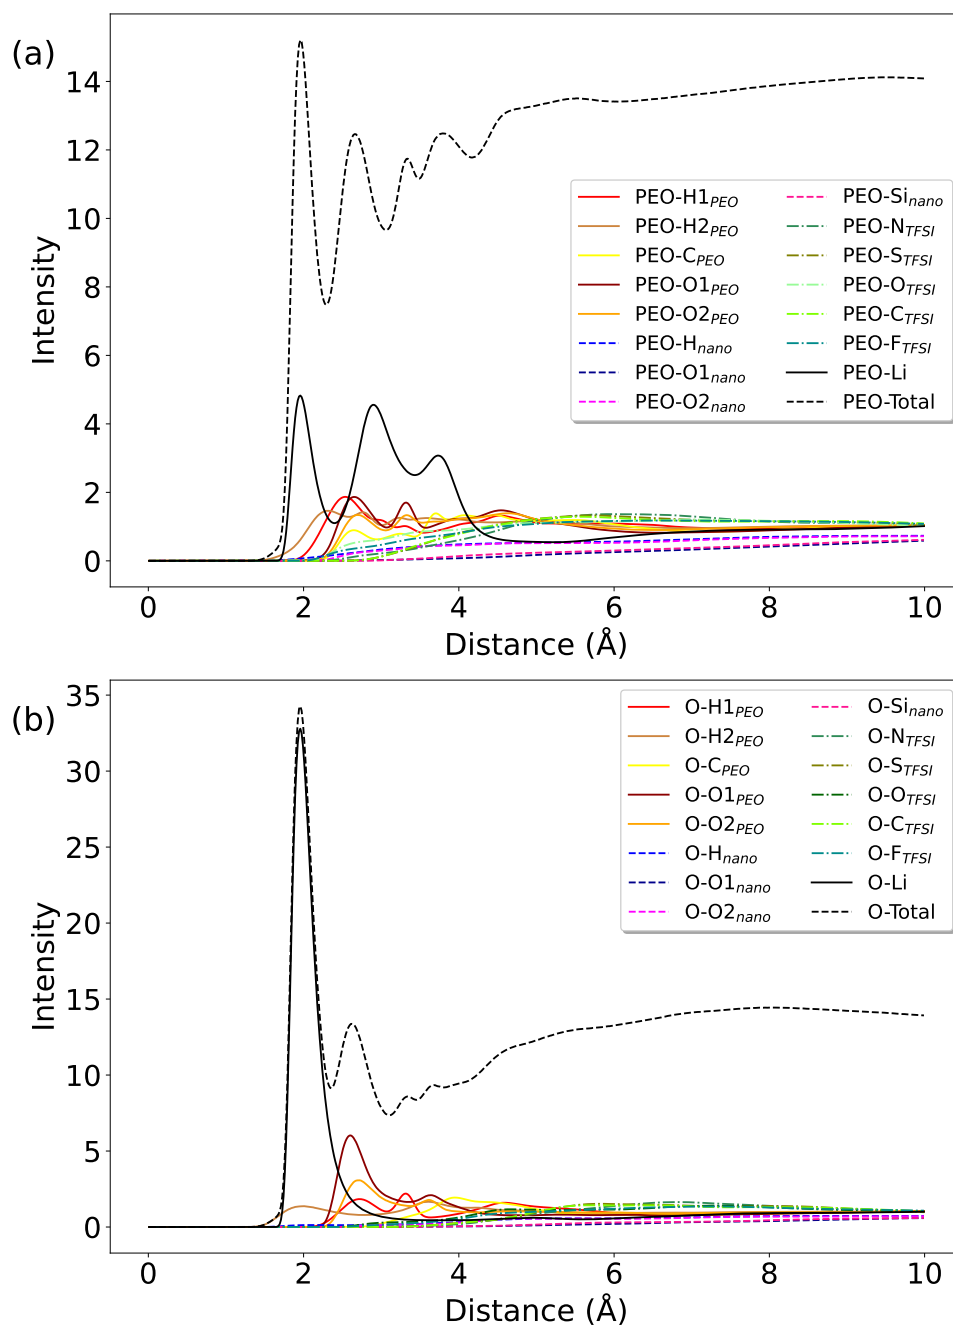 (a)
Intensity
14
12
10
8
6
4
2
0
PEO-H1PEO
PEO-H2PEO
PEO-CPEO
PEO-O1PEO
PEO-O2PEO
PEO-Hnano
PEO-O1nano
PEO-O2nano
PEO-Sinano
PEO-NTFSI
PEO-STFSI
PEO-OTFSI
PEO-CTFSI
PEO-FTFSI
PEO-Li
PEO-Total
0 2 4 6 8 10
Distance (Å)
(b)
Intensity
35
30
25
20
15
10
5
0
O-H1PEO
O-H2PEO
O-CPEO
O-O1PEO
O-O2PEO
O-Hnano
O-O1nano
O-O2nano
O-Sinano
O-NTFSI
O-STFSI
O-OTFSI
O-CTFSI
O-FTFSI
O-Li
O-Total
0 2 4 6 8 10
Distance (Å)